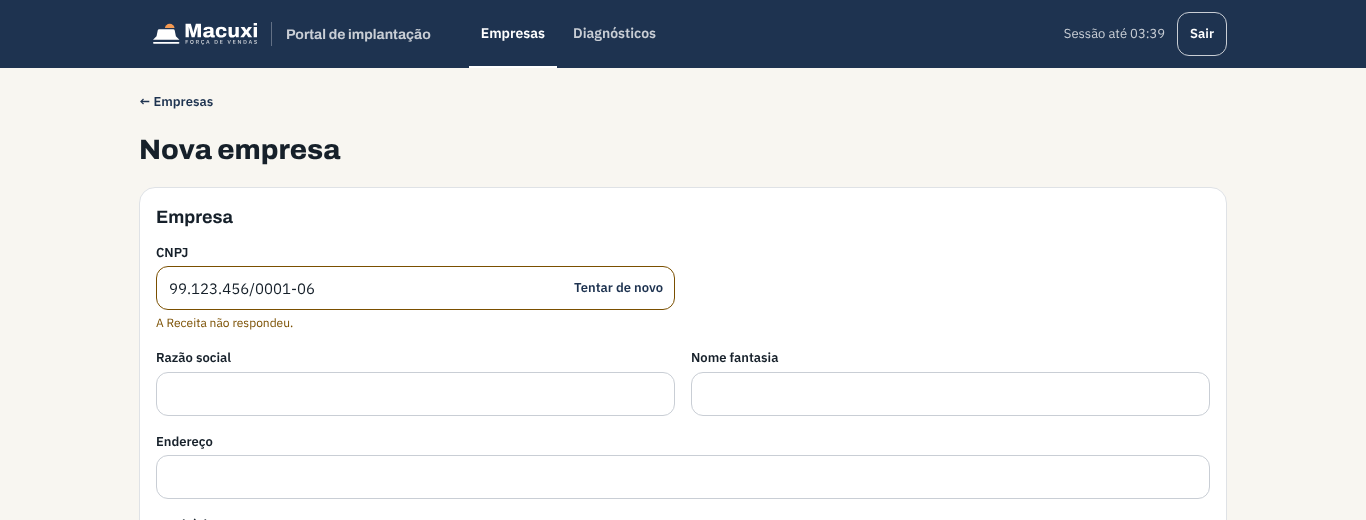 Macuxi
FORÇA DE VENDAS
Portal de implantação
Empresas
Diagnósticos
Sessão até 03:39
Sair
← Empresas
Nova empresa
Empresa
CNPJ
99.123.456/0001-06
Tentar de novo
A Receita não respondeu.
Razão social
Nome fantasia
Endereço